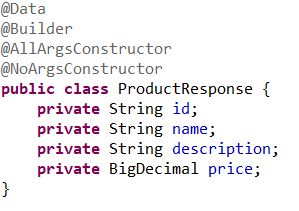 @Data
@Builder
@AllArgsConstructor
@NoArgsConstructor
public class ProductResponse {
    private String id;
    private String name;
    private String description;
    private BigDecimal price;
}